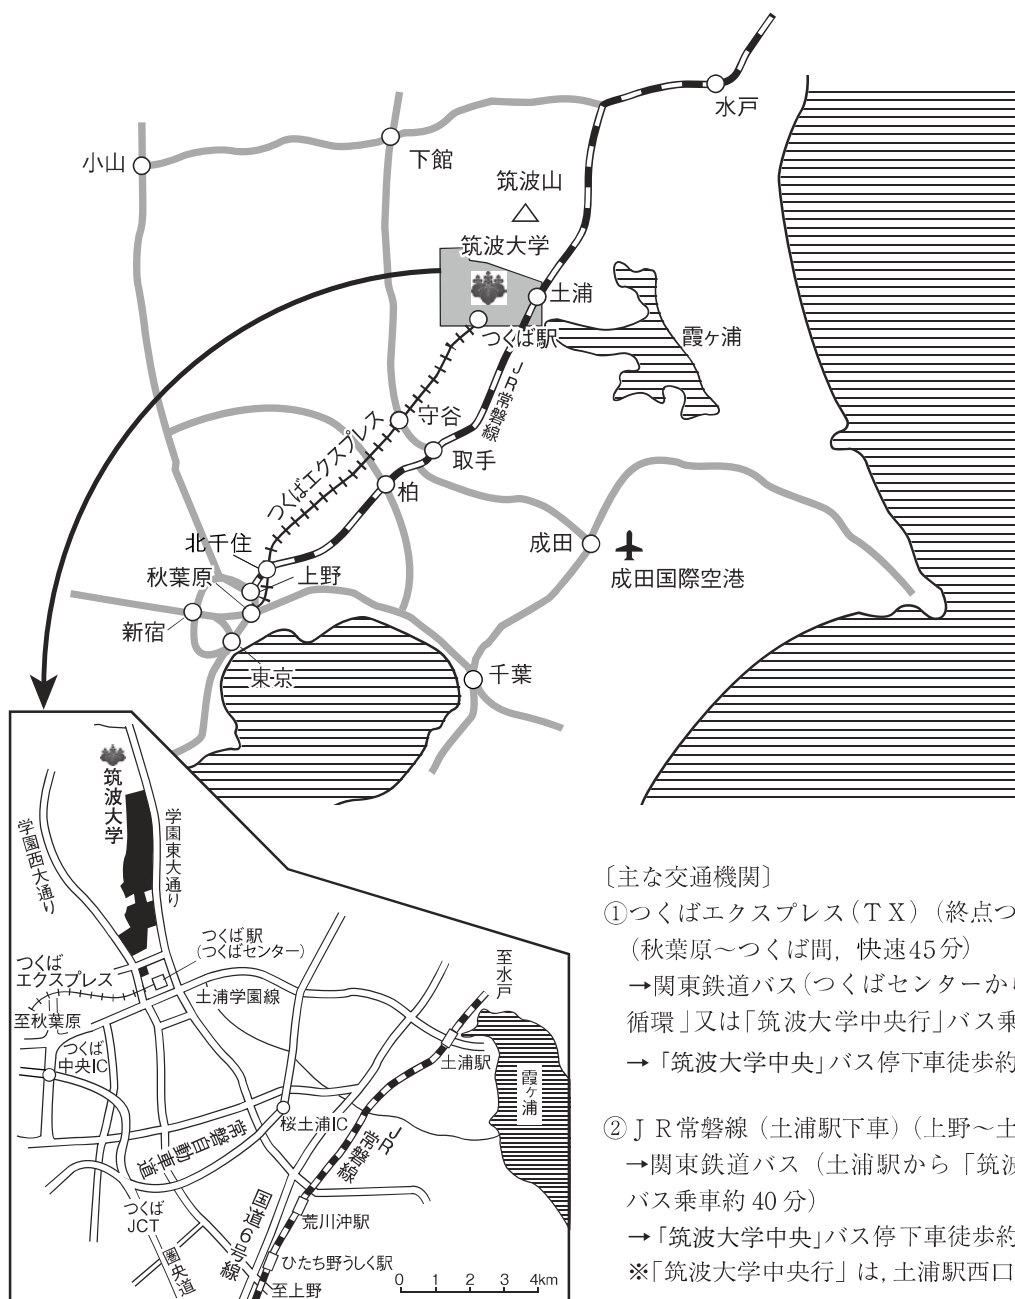 水戸
小山
下館
筑波山
筑波大学
土浦
つくば駅
霞ヶ浦
JR常磐線
守谷
つくばエクスプレス
取手
柏
北千住
成田
秋葉原
上野
成田国際空港
新宿
東京
千葉
筑波大学
学園西大通り
学園東大通り
つくば駅
(つくばセンター)
至水戸
つくば
エクスプレス
土浦学園線
至秋葉原
つくば
中央IC
土浦駅
霞ヶ浦
桜土浦IC
常磐自動車道
JR
常磐線
つくば
JCT
国道6号線
荒川沖駅
圏央道
ひたち野うしく駅
至上野
0 1 2 3 4km
〔主な交通機関〕
①つくばエクスプレス(TX)(終点つ
(秋葉原～つくば間,快速45分)
→関東鉄道バス(つくばセンターから
循環」又は「筑波大学中央行」バス乗
→「筑波大学中央」バス停下車徒歩約
②JR常磐線(土浦駅下車)(上野～土
→関東鉄道バス(土浦駅から「筑波
バス乗車約40分)
→「筑波大学中央」バス停下車徒歩約
※「筑波大学中央行」は,土浦駅西口